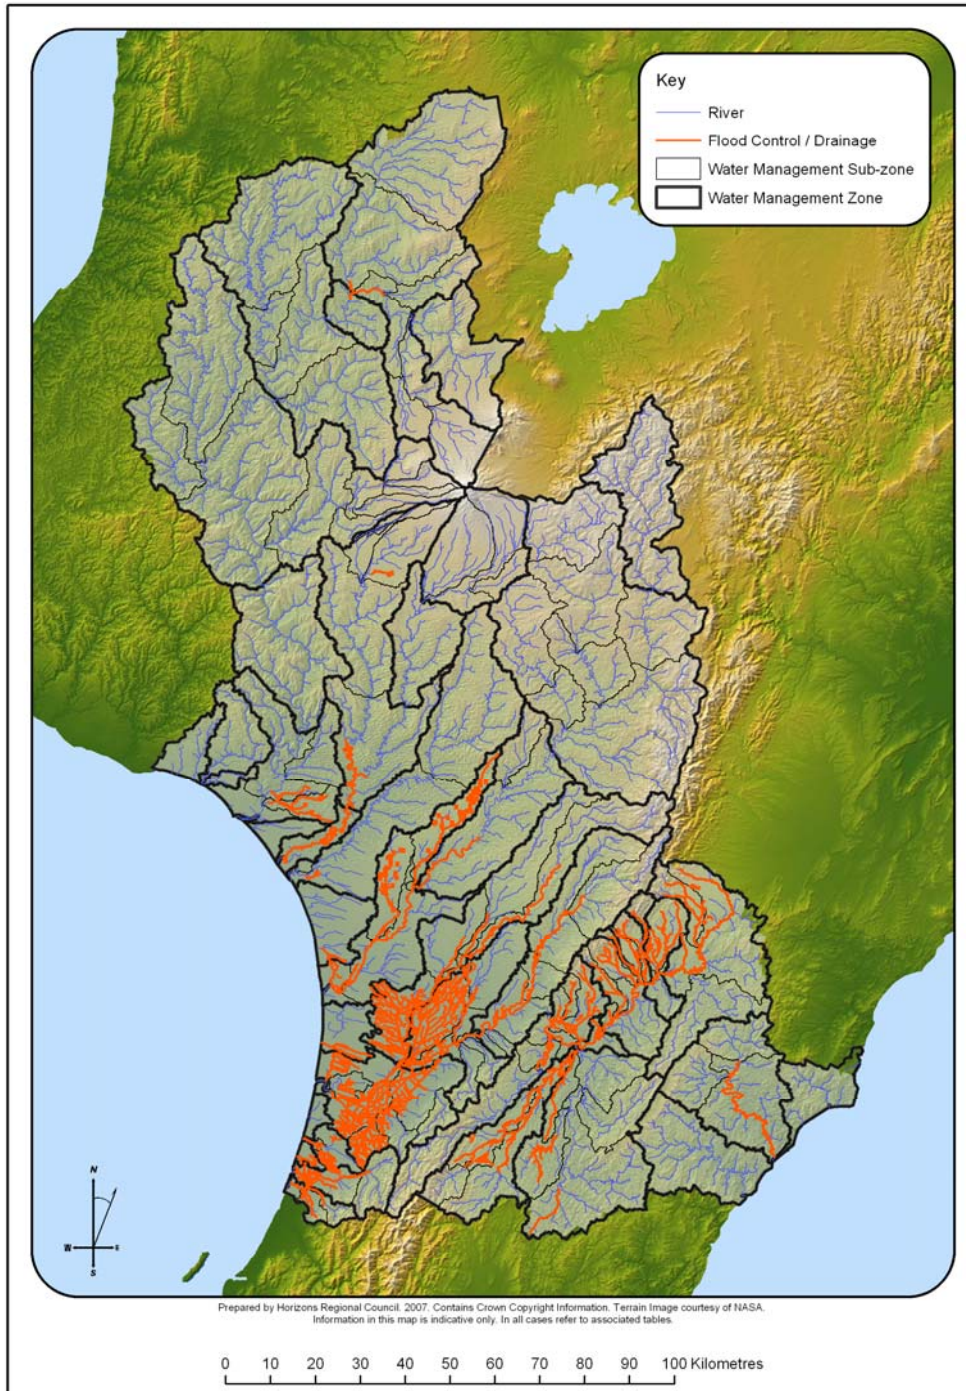 Key
River
Flood Control / Drainage
Water Management Sub-zone
Water Management Zone
N
W E
S
Prepared by Horizons Regional Council. 2007. Contains Crown Copyright Information. Terrain Image courtesy of NASA.
Information in this map is indicative only. In all cases refer to associated tables.
0 10 20 30 40 50 60 70 80 90 100 Kilometres